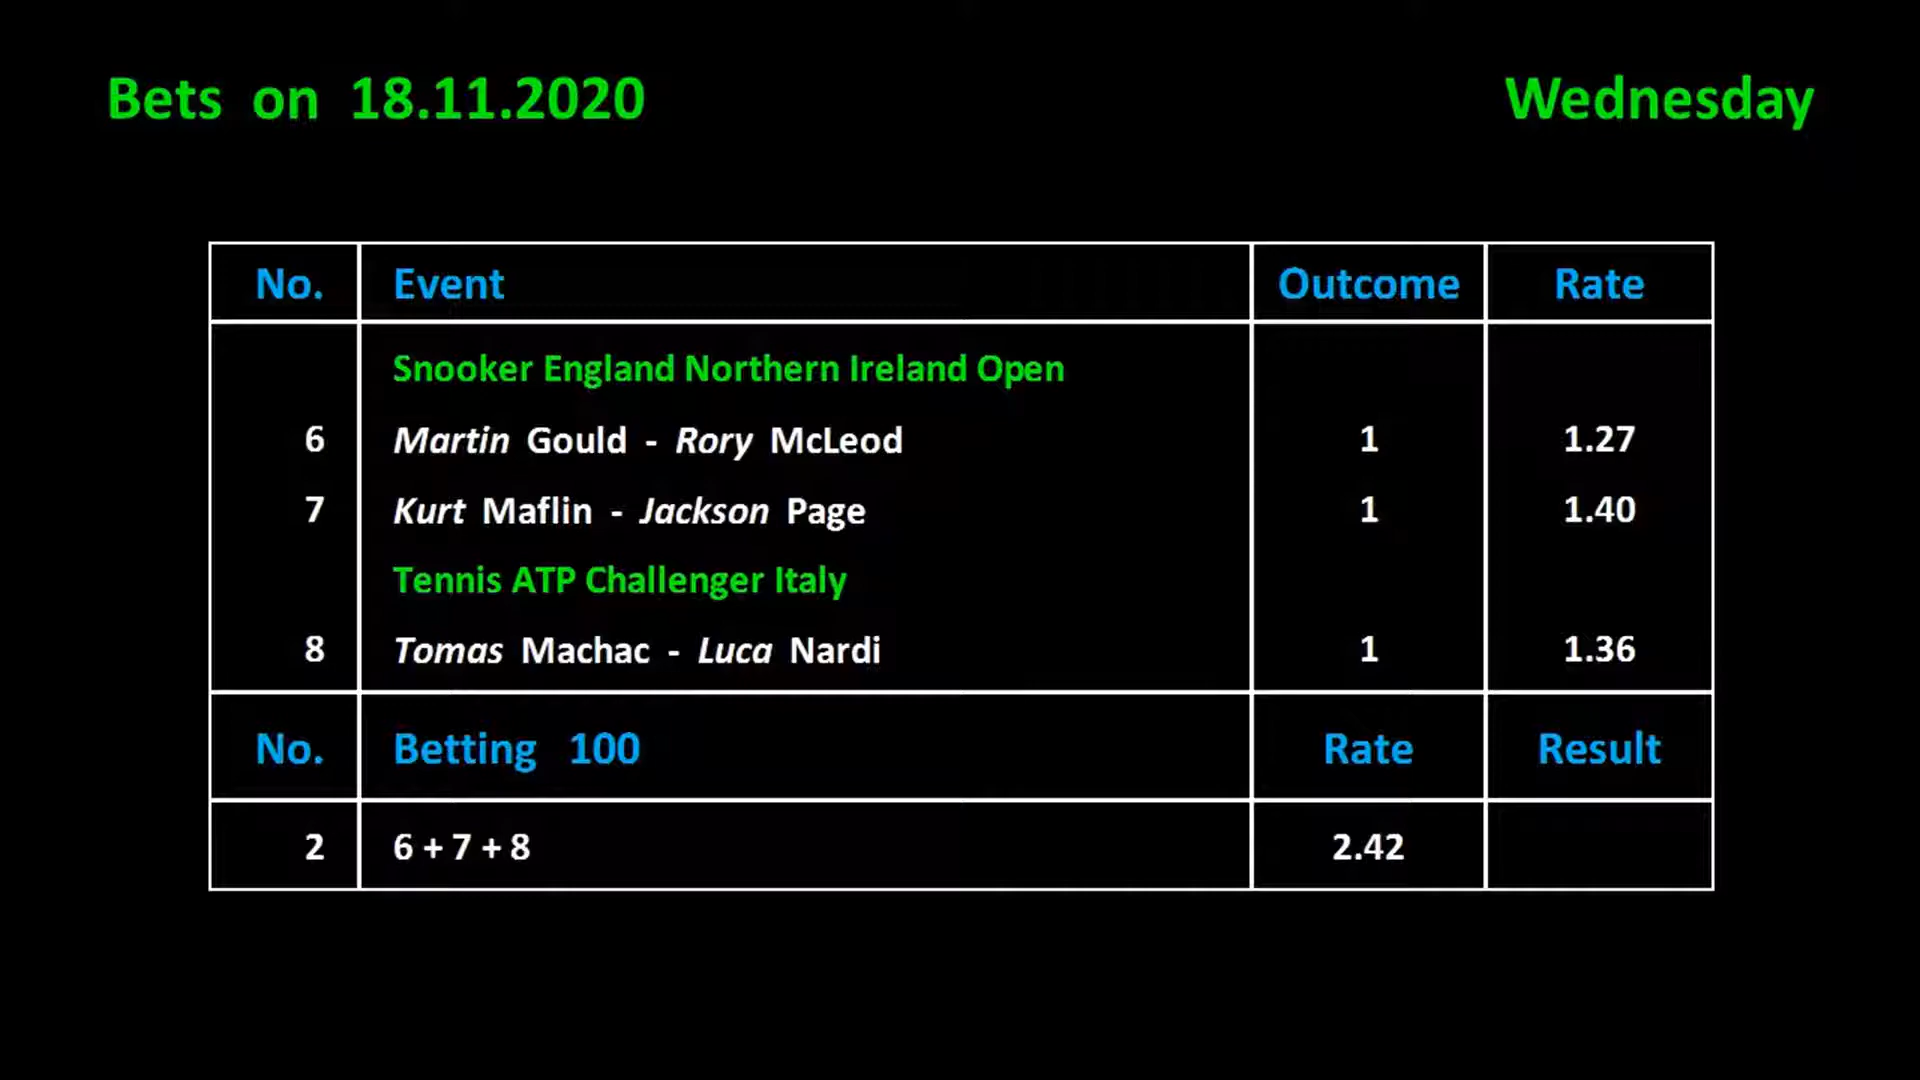 Bets on 18.11.2020 Wednesday
No. Event Outcome Rate
Snooker England Northern Ireland Open
6 Martin Gould - Rory McLeod 1 1.27
7 Kurt Maflin - Jackson Page 1 1.40
Tennis ATP Challenger Italy
8 Tomas Machac - Luca Nardi 1 1.36
No. Betting 100 Rate Result
2 6 + 7 + 8 2.42